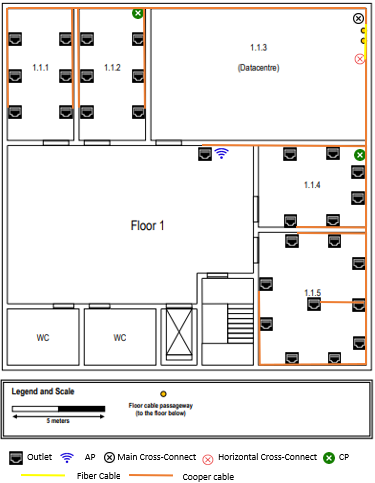 1.1.1
1.1.2
1.1.3
(Datacentre)
1.1.4
Floor 1
1.1.5
WC
WC
Legend and Scale
5 meters
Floor cable passageway
(to the floor below)
Outlet AP Main Cross-Connect Horizontal Cross-Connect CP
Fiber Cable Cooper cable